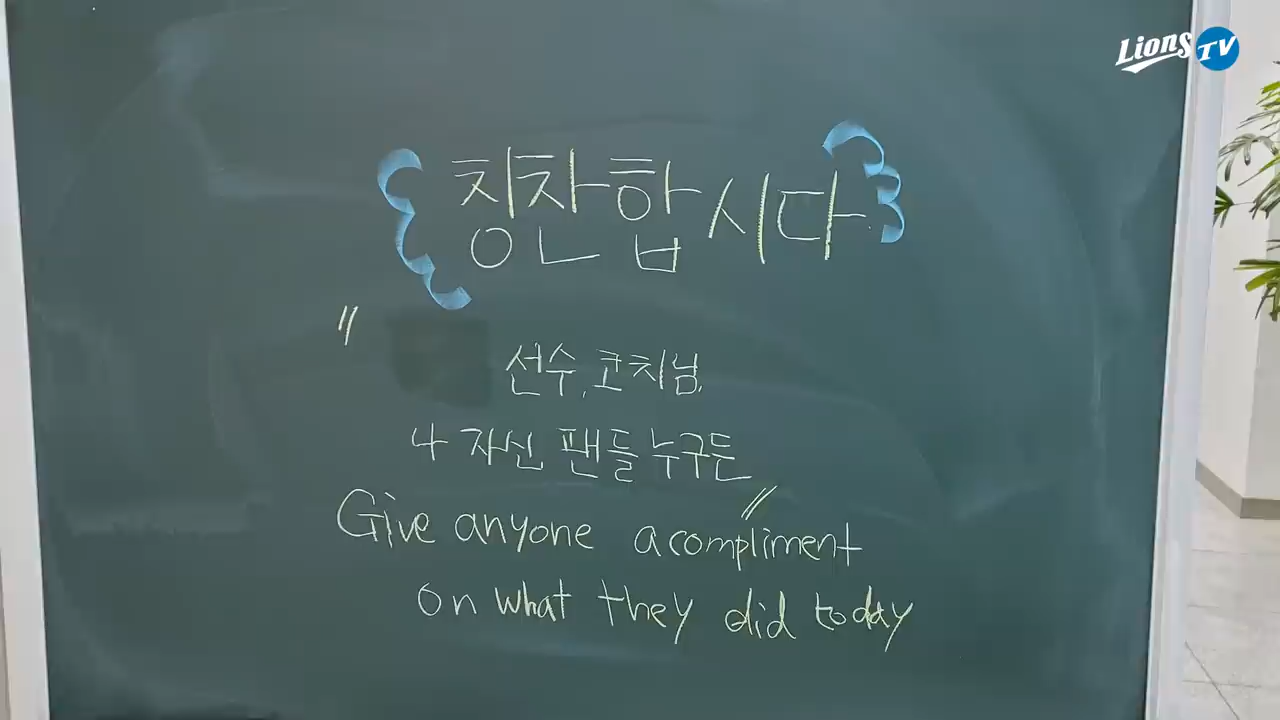 Lions TV
칭찬합시다
"
선수, 코치님,
나 자신 팬들 누구든
"
Give anyone a compliment
on what they did today